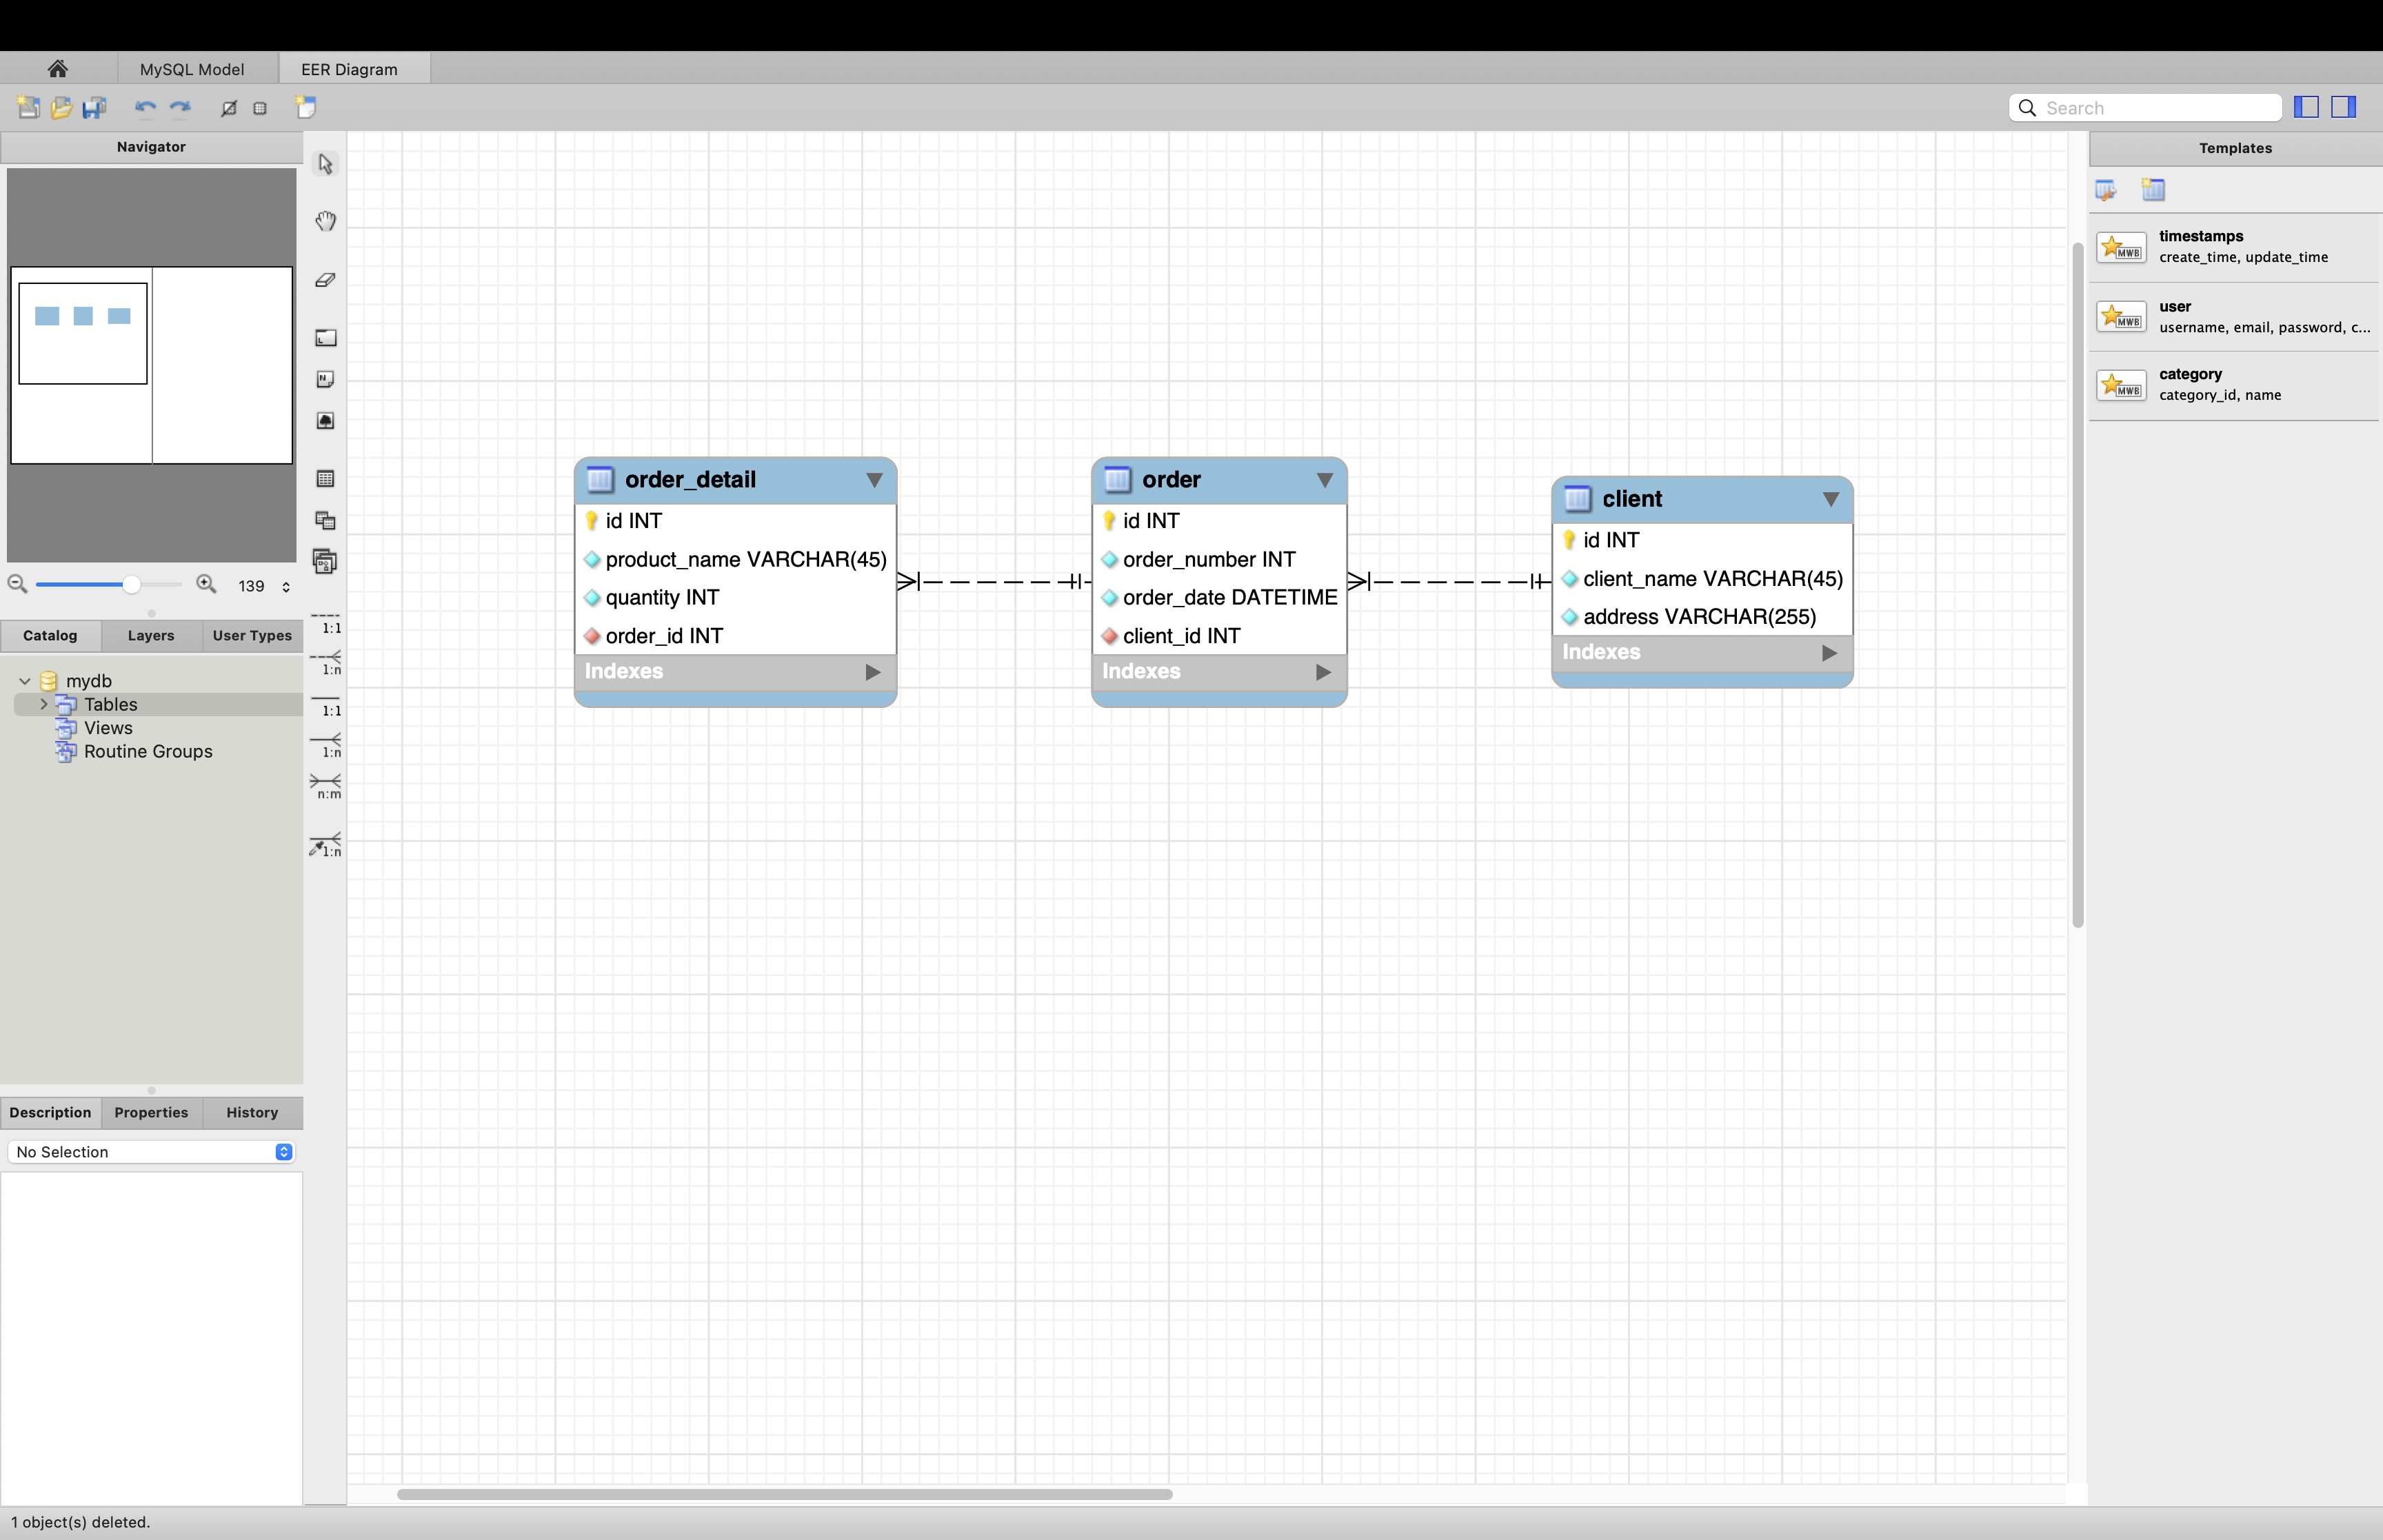 MySQL Model
EER Diagram
Search
Navigator
139
Catalog
Layers
User Types
mydb
Tables
Views
Routine Groups
Description
Properties
History
No Selection
1 object(s) deleted.
1:1
1:n
1:1
1:n
n:m
1:n
order_detail
id INT
product_name VARCHAR(45)
quantity INT
order_id INT
Indexes
order
id INT
order_number INT
order_date DATETIME
client_id INT
Indexes
client
id INT
client_name VARCHAR(45)
address VARCHAR(255)
Indexes
Templates
MWB
timestamps
create_time, update_time
MWB
user
username, email, password, c...
MWB
category
category_id, name